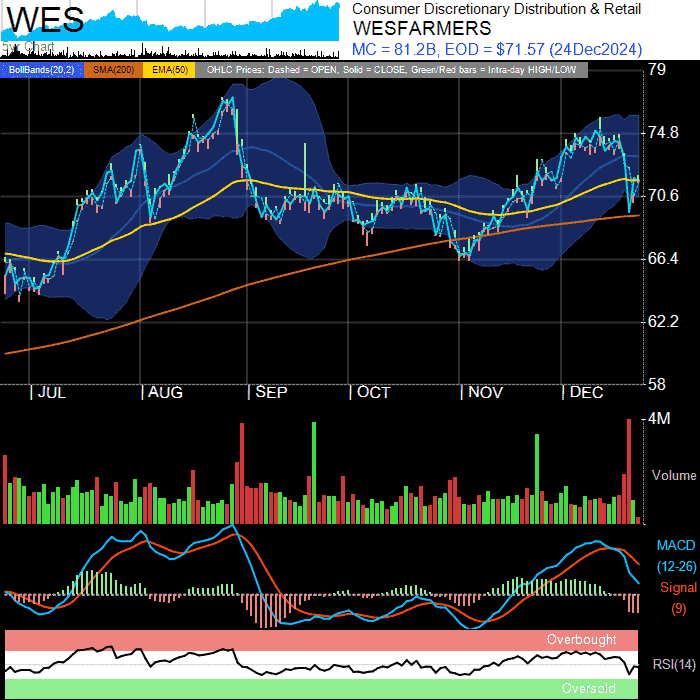 WES
5yr Chart
Consumer Discretionary Distribution & Retail
WESFARMERS
MC = 81.2B, EOD = $71.57 (24Dec2024)
BollBands(20,2) SMA(200) EMA(50) OHLC Prices: Dashed = OPEN, Solid = CLOSE, Green/Red bars = Intra-day HIGH/LOW
79
74.8
70.6
66.4
62.2
58
| JUL | AUG | SEP | OCT | NOV | DEC
4M
Volume
MACD
(12-26)
Signal
(9)
Overbought
RSI(14)
Oversold